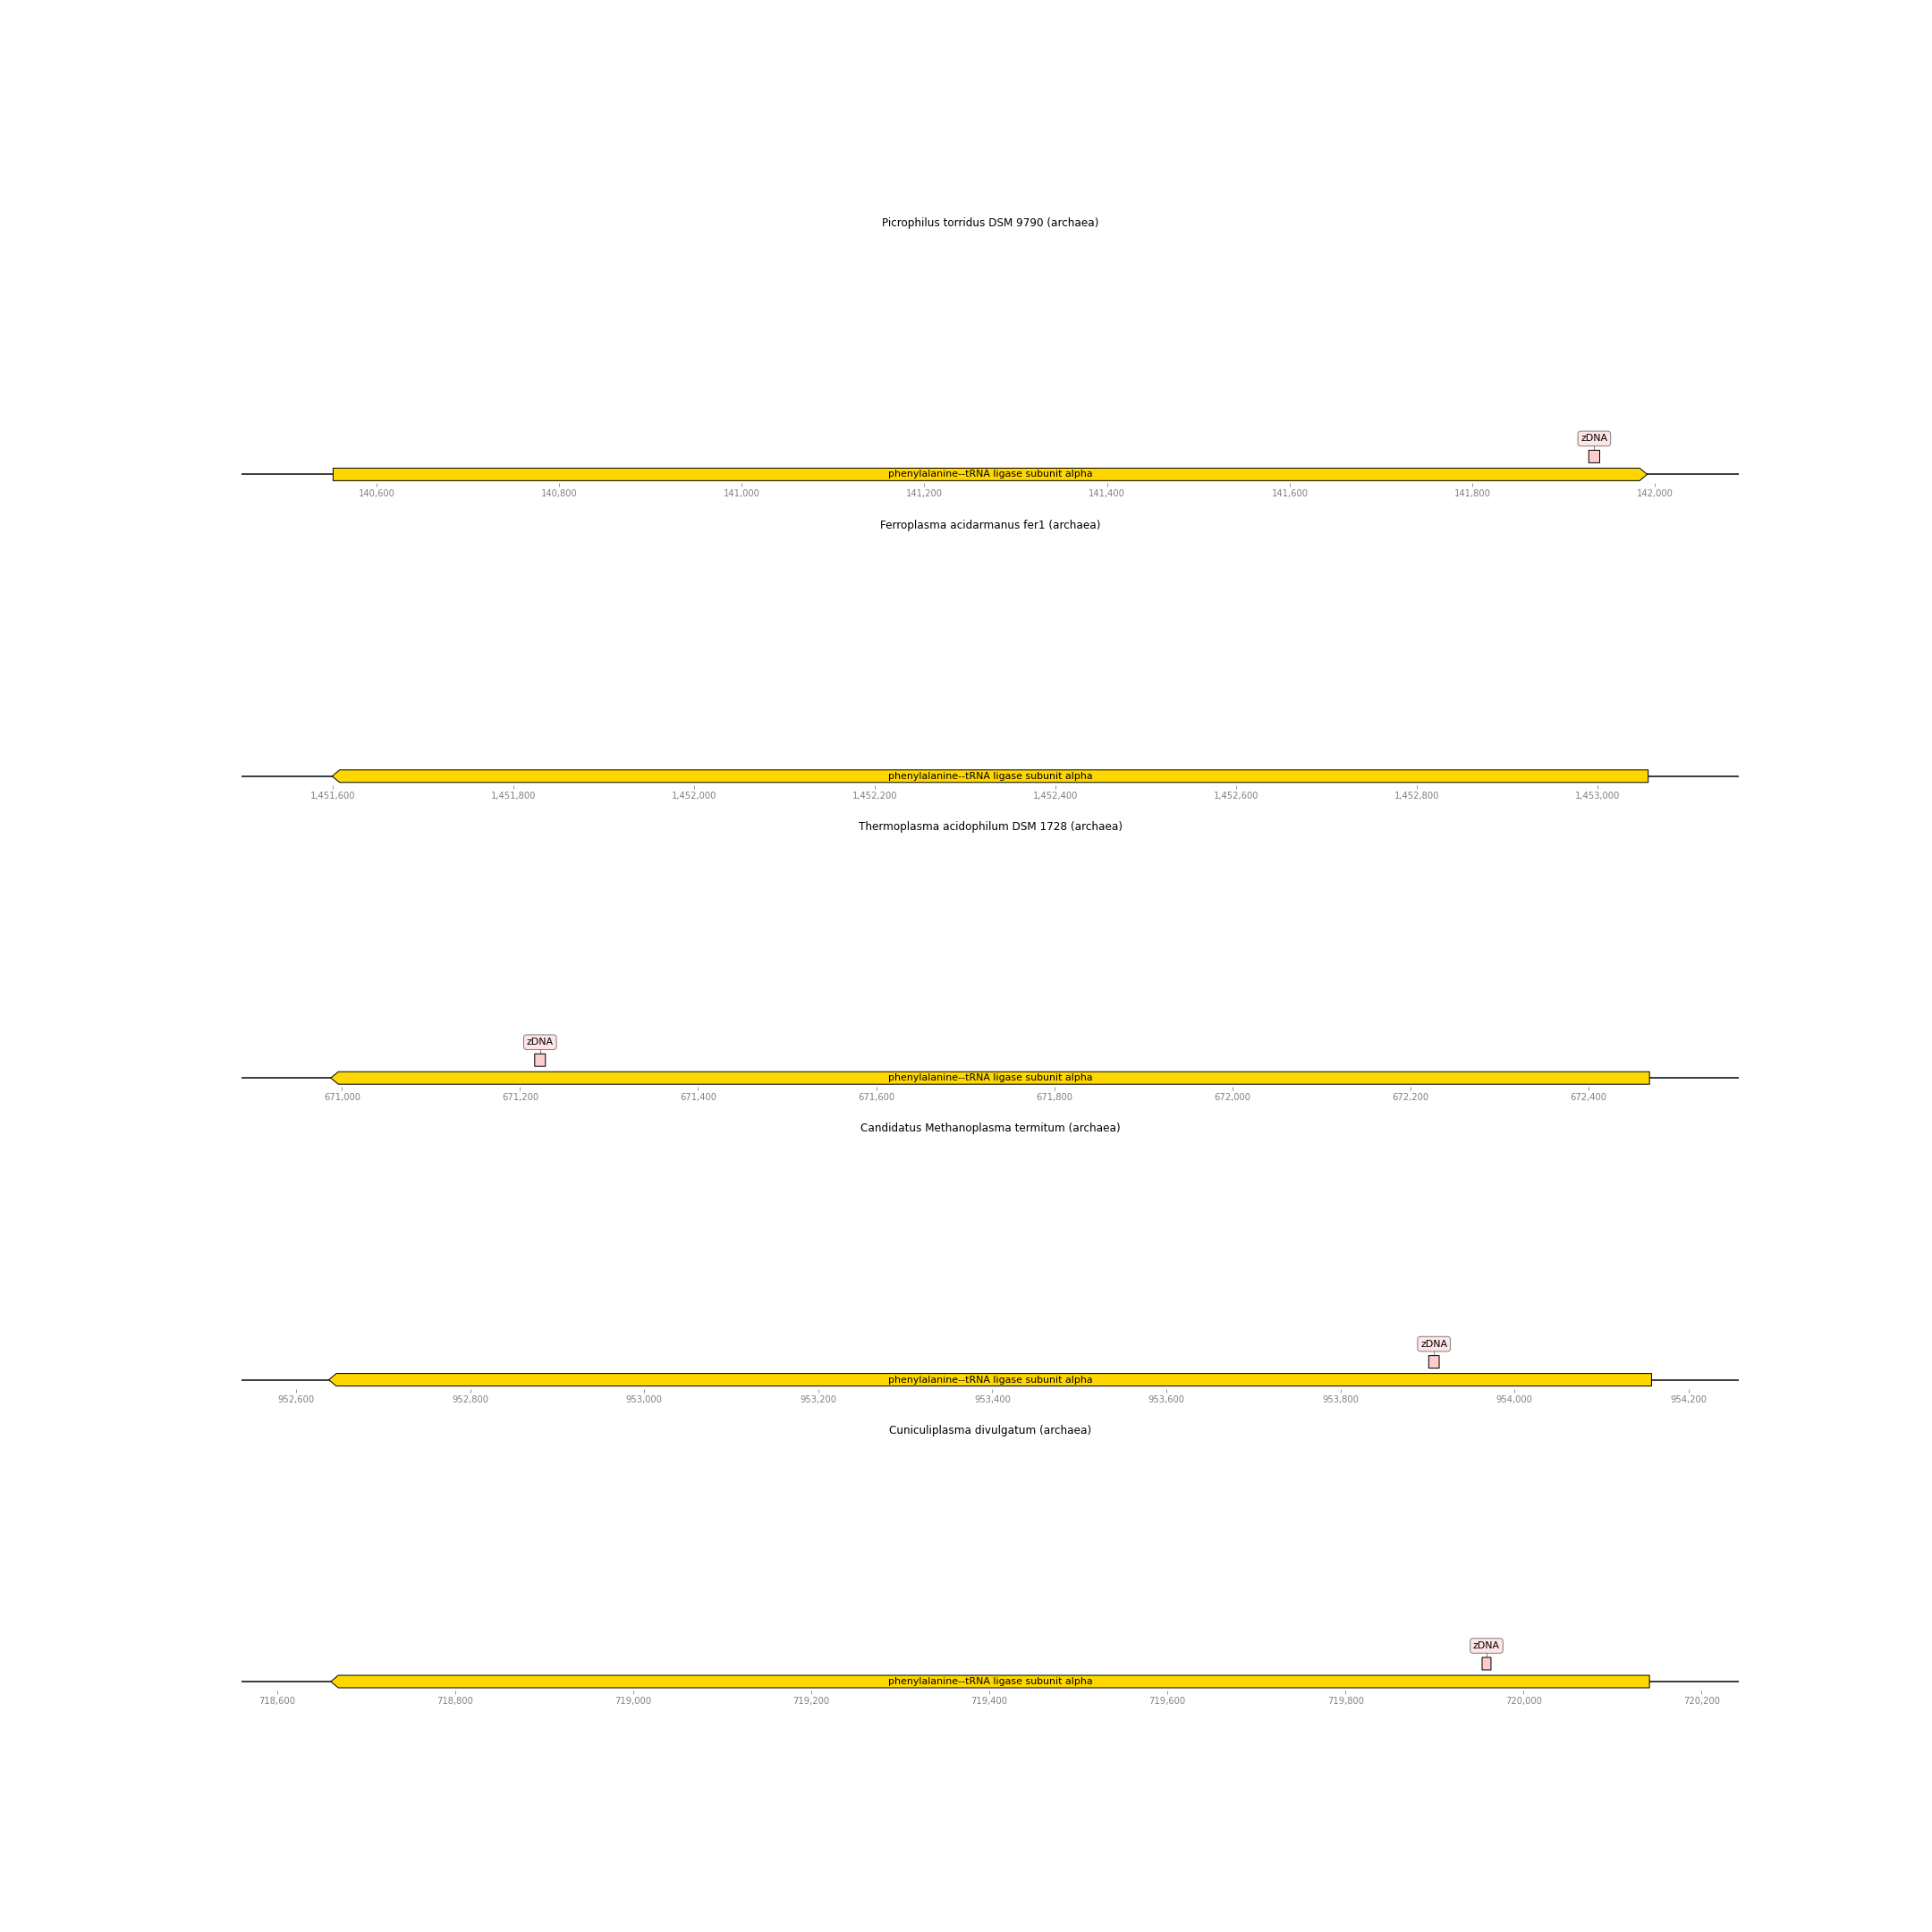 Picrophilus torridus DSM 9790 (archaea)
zDNA
phenylalanine--tRNA ligase subunit alpha
140,600 140,800 141,000 141,200 141,400 141,600 141,800 142,000
Ferroplasma acidarmanus fer1 (archaea)
phenylalanine--tRNA ligase subunit alpha
1,451,600 1,451,800 1,452,000 1,452,200 1,452,400 1,452,600 1,452,800 1,453,000
Thermoplasma acidophilum DSM 1728 (archaea)
zDNA
phenylalanine--tRNA ligase subunit alpha
671,000 671,200 671,400 671,600 671,800 672,000 672,200 672,400
Candidatus Methanoplasma termitum (archaea)
zDNA
phenylalanine--tRNA ligase subunit alpha
952,600 952,800 953,000 953,200 953,400 953,600 953,800 954,000 954,200
Cuniculiplasma divulgatum (archaea)
zDNA
phenylalanine--tRNA ligase subunit alpha
718,600 718,800 719,000 719,200 719,400 719,600 719,800 720,000 720,200